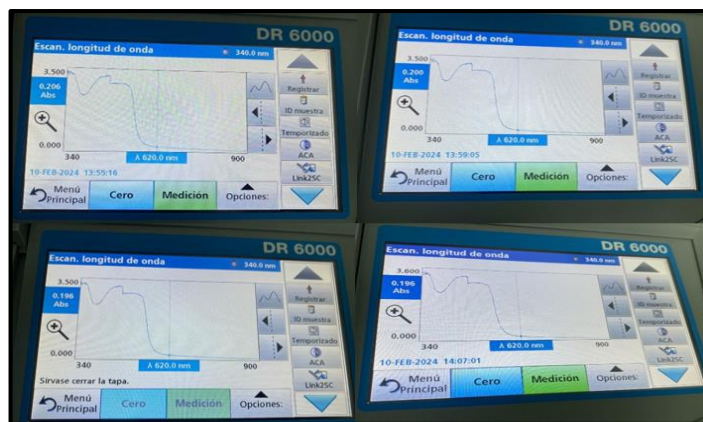 DR 6000
Escan. longitud de onda 340.0 nm
3.500
0.206
Abs
0.000
340 λ 620.0 nm 900
10-FEB-2024 13:55:16
Registrar
ID muestra
Temporizado
ACA
Link2SC
Menú
Principal
Cero
Medición
Opciones:
DR 6000
Escan. longitud de onda 340.0 nm
3.500
0.200
Abs
0.000
340 λ 620.0 nm 900
10-FEB-2024 13:59:05
Registrar
ID muestra
Temporizado
ACA
Link2SC
Menú
Principal
Cero
Medición
Opciones:
DR 6000
Escan. longitud de onda 340.0 nm
3.500
0.196
Abs
0.000
340 λ 620.0 nm 900
Sirvase cerrar la tapa.
Registrar
ID muestra
Temporizado
ACA
Link2SC
Menú
Principal
Cero
Medición
Opciones:
DR 6000
Escan. longitud de onda 340.0 nm
3.600
0.196
Abs
0.000
340 λ 620.0 nm 900
10-FEB-2024 14:07:01
Registrar
ID muestra
Temporizado
ACA
Link2SC
Menú
Principal
Cero
Medición
Opciones: